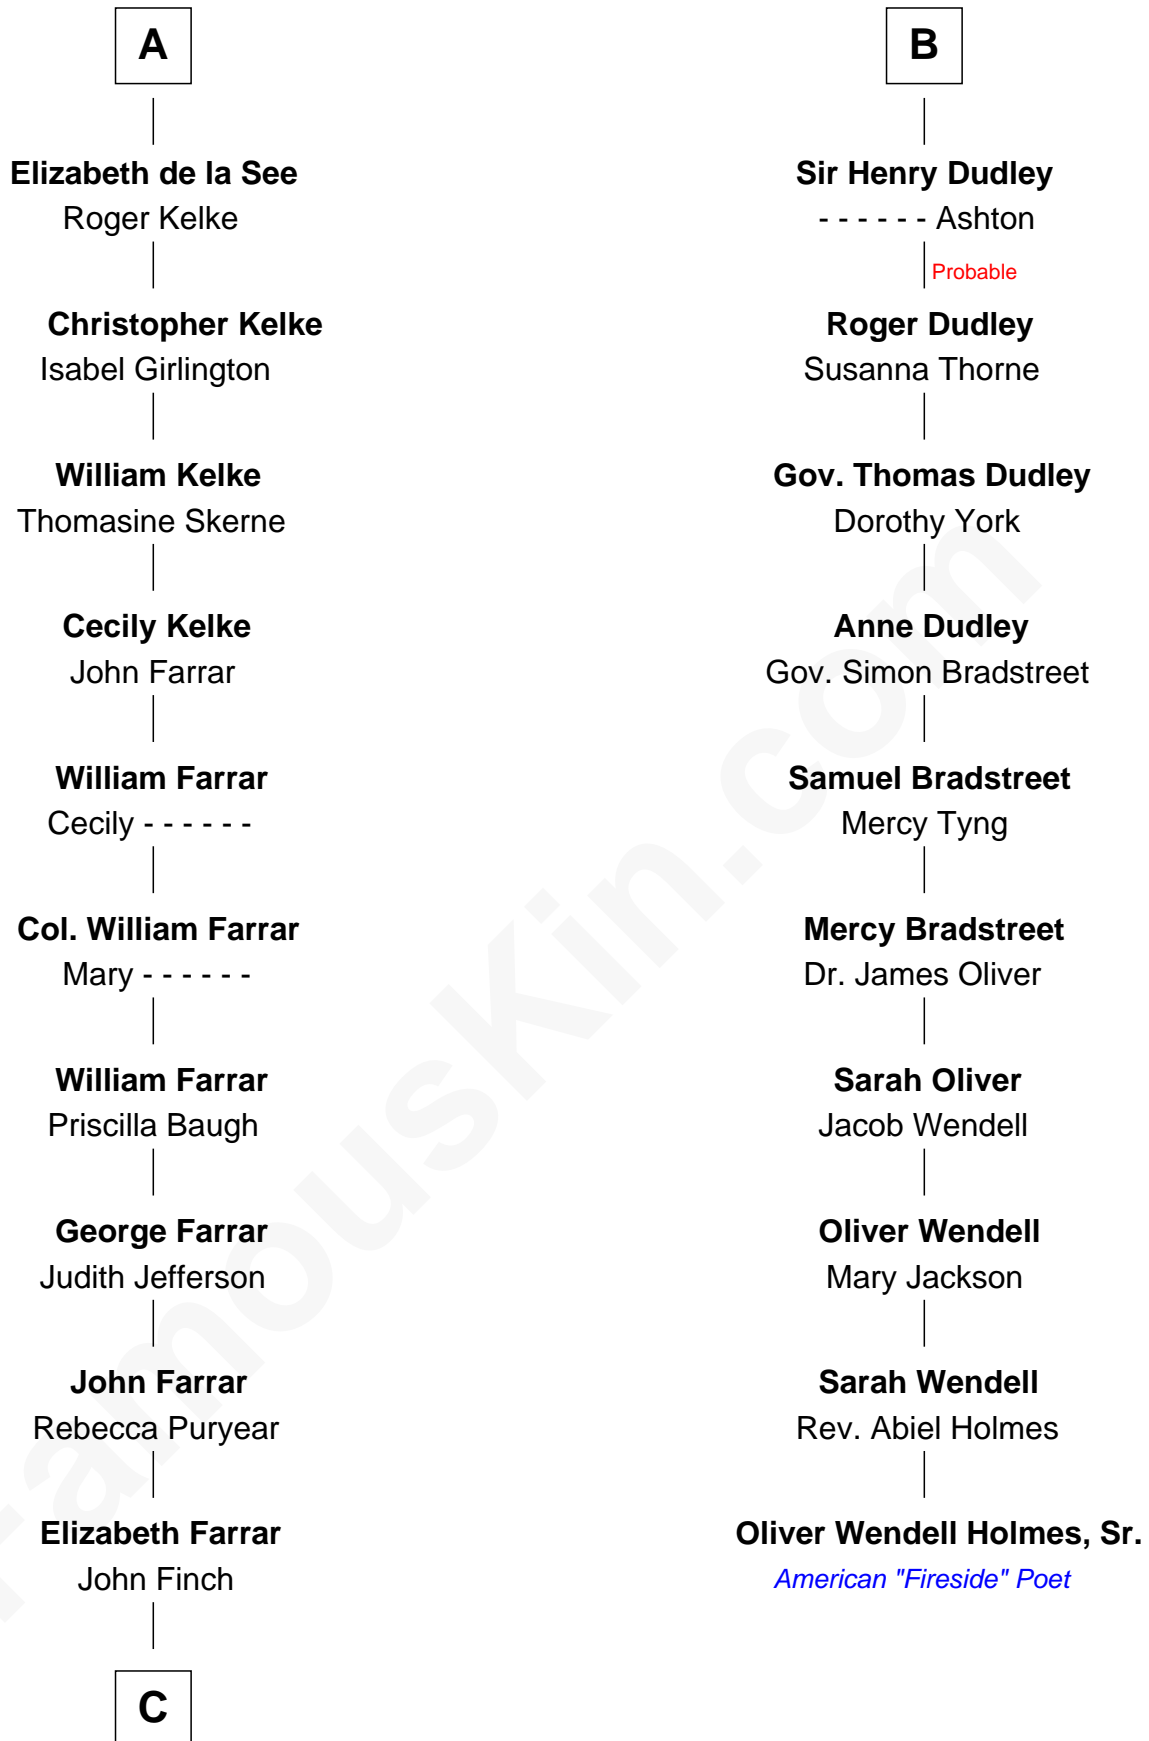 A
Elizabeth de la See
Roger Kelke
Christopher Kelke
Isabel Girlington
William Kelke
Thomasine Skerne
Cecily Kelke
John Farrar
William Farrar
Cecily - - - - - -
Col. William Farrar
Mary - - - - - -
William Farrar
Priscilla Baugh
George Farrar
Judith Jefferson
John Farrar
Rebecca Puryear
Elizabeth Farrar
John Finch
C
B
Sir Henry Dudley
- - - - - - Ashton
Probable
Roger Dudley
Susanna Thorne
Gov. Thomas Dudley
Dorothy York
Anne Dudley
Gov. Simon Bradstreet
Samuel Bradstreet
Mercy Tyng
Mercy Bradstreet
Dr. James Oliver
Sarah Oliver
Jacob Wendell
Oliver Wendell
Mary Jackson
Sarah Wendell
Rev. Abiel Holmes
Oliver Wendell Holmes, Sr.
American "Fireside" Poet
FamousKin.com